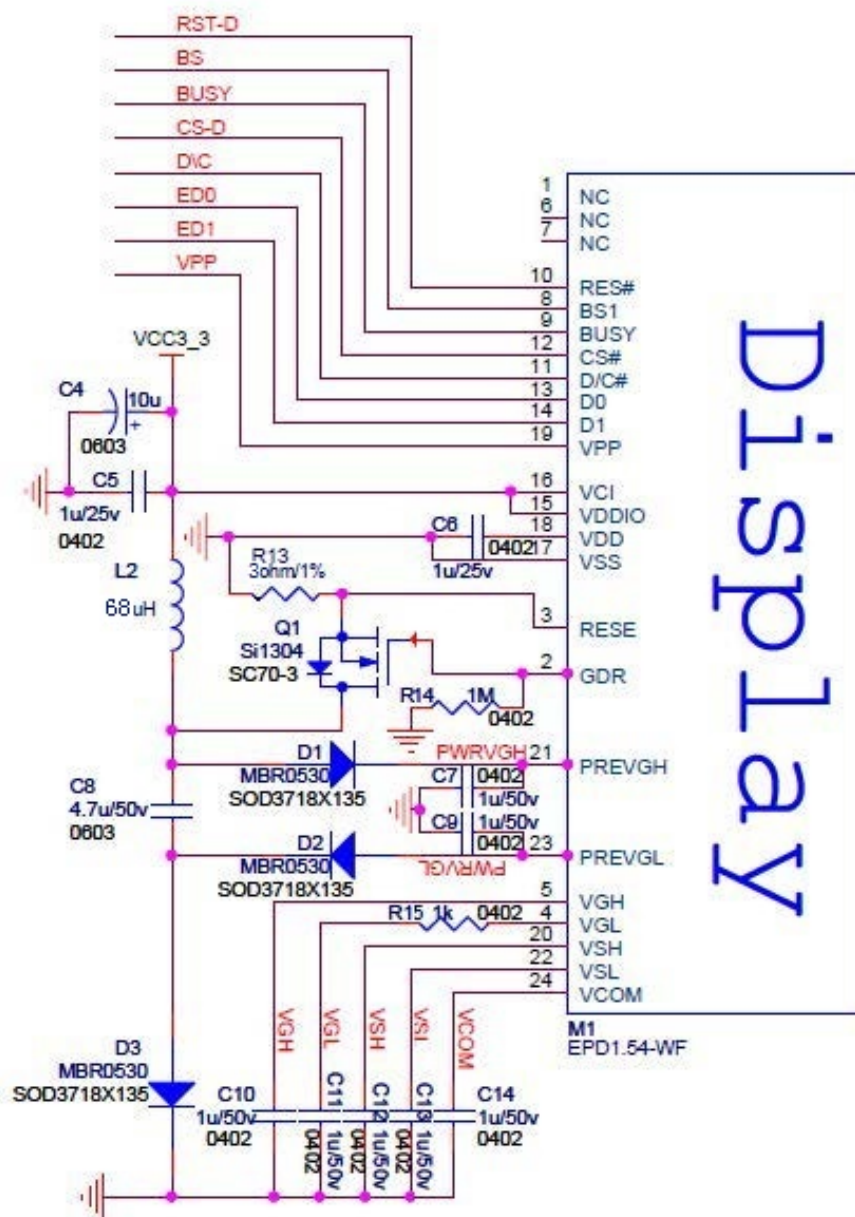 RST-D
BS
BUSY
CS-D
D\C
ED0
ED1
VPP
1 NC
6 NC
7 NC
10 RES#
8 BS1
9 BUSY
12 CS#
11 D/C#
13 D0
14 D1
19 VPP
VCC3_3
C4 10u
+
0603
C5
1u/25v
0402
16 VCI
15 VDDIO
18 VDD
17 VSS
C6
0402
1u/25v
R13
3ohm/1%
L2
68uH
Q1
Si1304
SC70-3
3 RESE
2 GDR
R14 1M
0402
D1
MBR0530
SOD3718X135
PWRVGH
21 PREVGH
C7 0402
1u/50v
C8
4.7u/50v
0603
C9 1u/50v
0402
D2
MBR0530
SOD3718X135
PWRVGL
23 PREVGL
5 VGH
R15 1k 0402
4 VGL
20 VSH
22 VSL
24 VCOM
Display
M1
EPD1.54-WF
VGH
VGL
VSH
VSL
VCOM
D3
MBR0530
SOD3718X135
C10
1u/50v
0402
C11 1u/50v
0402
C12 1u/50v
0402
C13 1u/50v
0402
C14
1u/50v
0402